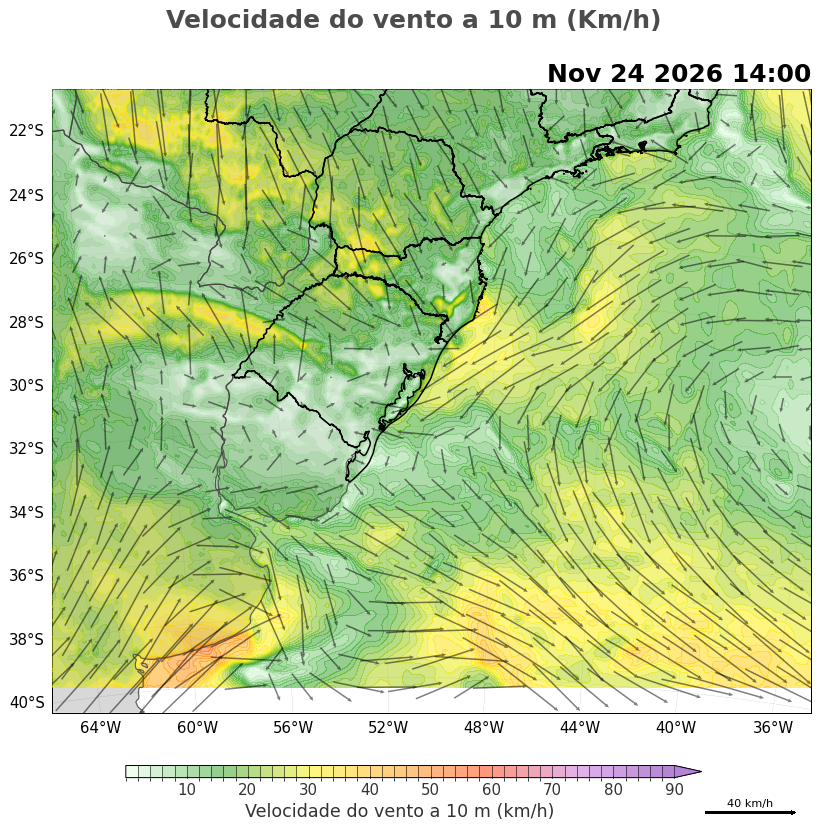 Velocidade do vento a 10 m (Km/h)
Nov 24 2026 14:00
22°S
24°S
26°S
28°S
30°S
32°S
34°S
36°S
38°S
40°S
64°W 60°W 56°W 52°W 48°W 44°W 40°W 36°W
10 20 30 40 50 60 70 80 90
Velocidade do vento a 10 m (km/h)
40 km/h